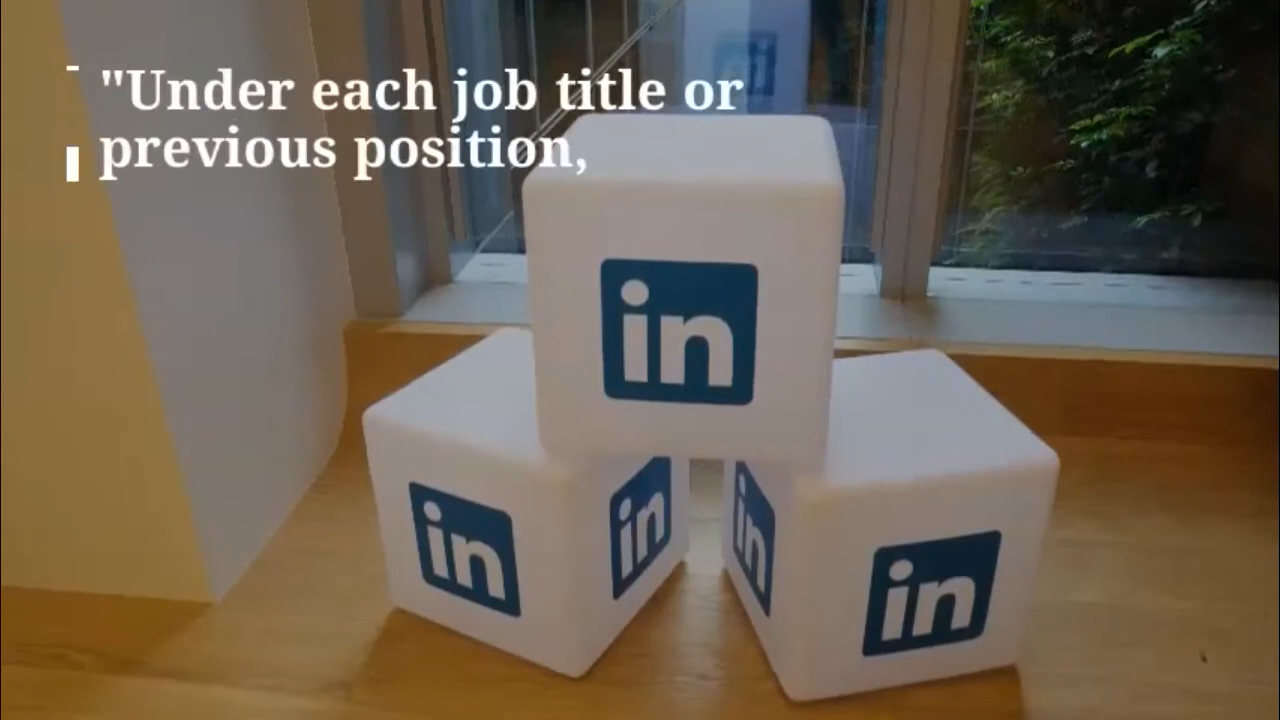 "Under each job title or
previous position,
in
in
in
in
in